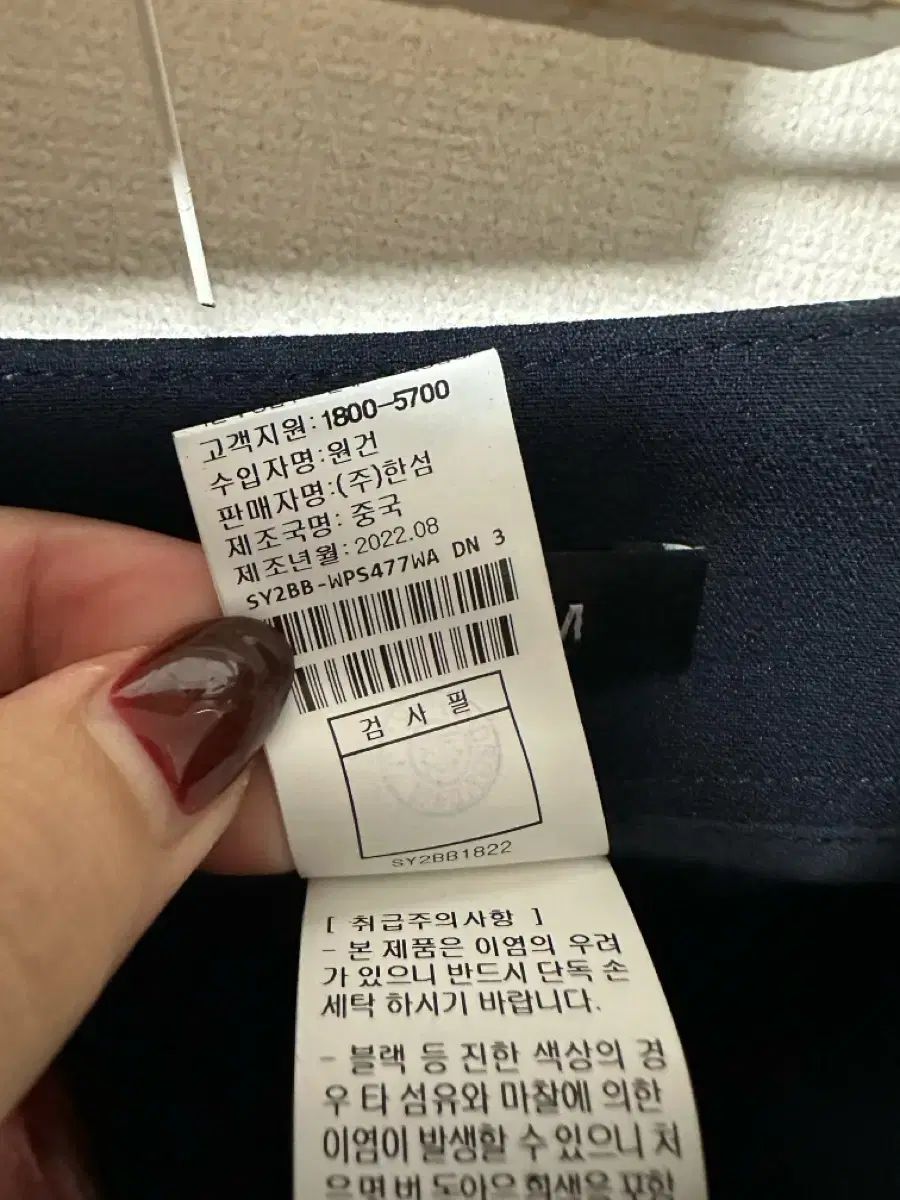 고객지원: 1800-5700
수입자명:원건
판매자명:(주)한섬
제조국명: 중국
제조년월: 2022.08
SY2BB-WPS477WA DN 3
검 사 필
SY2BB1822
[ 취급주의사항 ]
- 본 제품은 이염의 우려
가 있으니 반드시 단독 손
세탁 하시기 바랍니다.
- 블랙 등 진한 색상의 경
우 타 섬유와 마찰에 의한
이염이 발생할 수 있으니 처